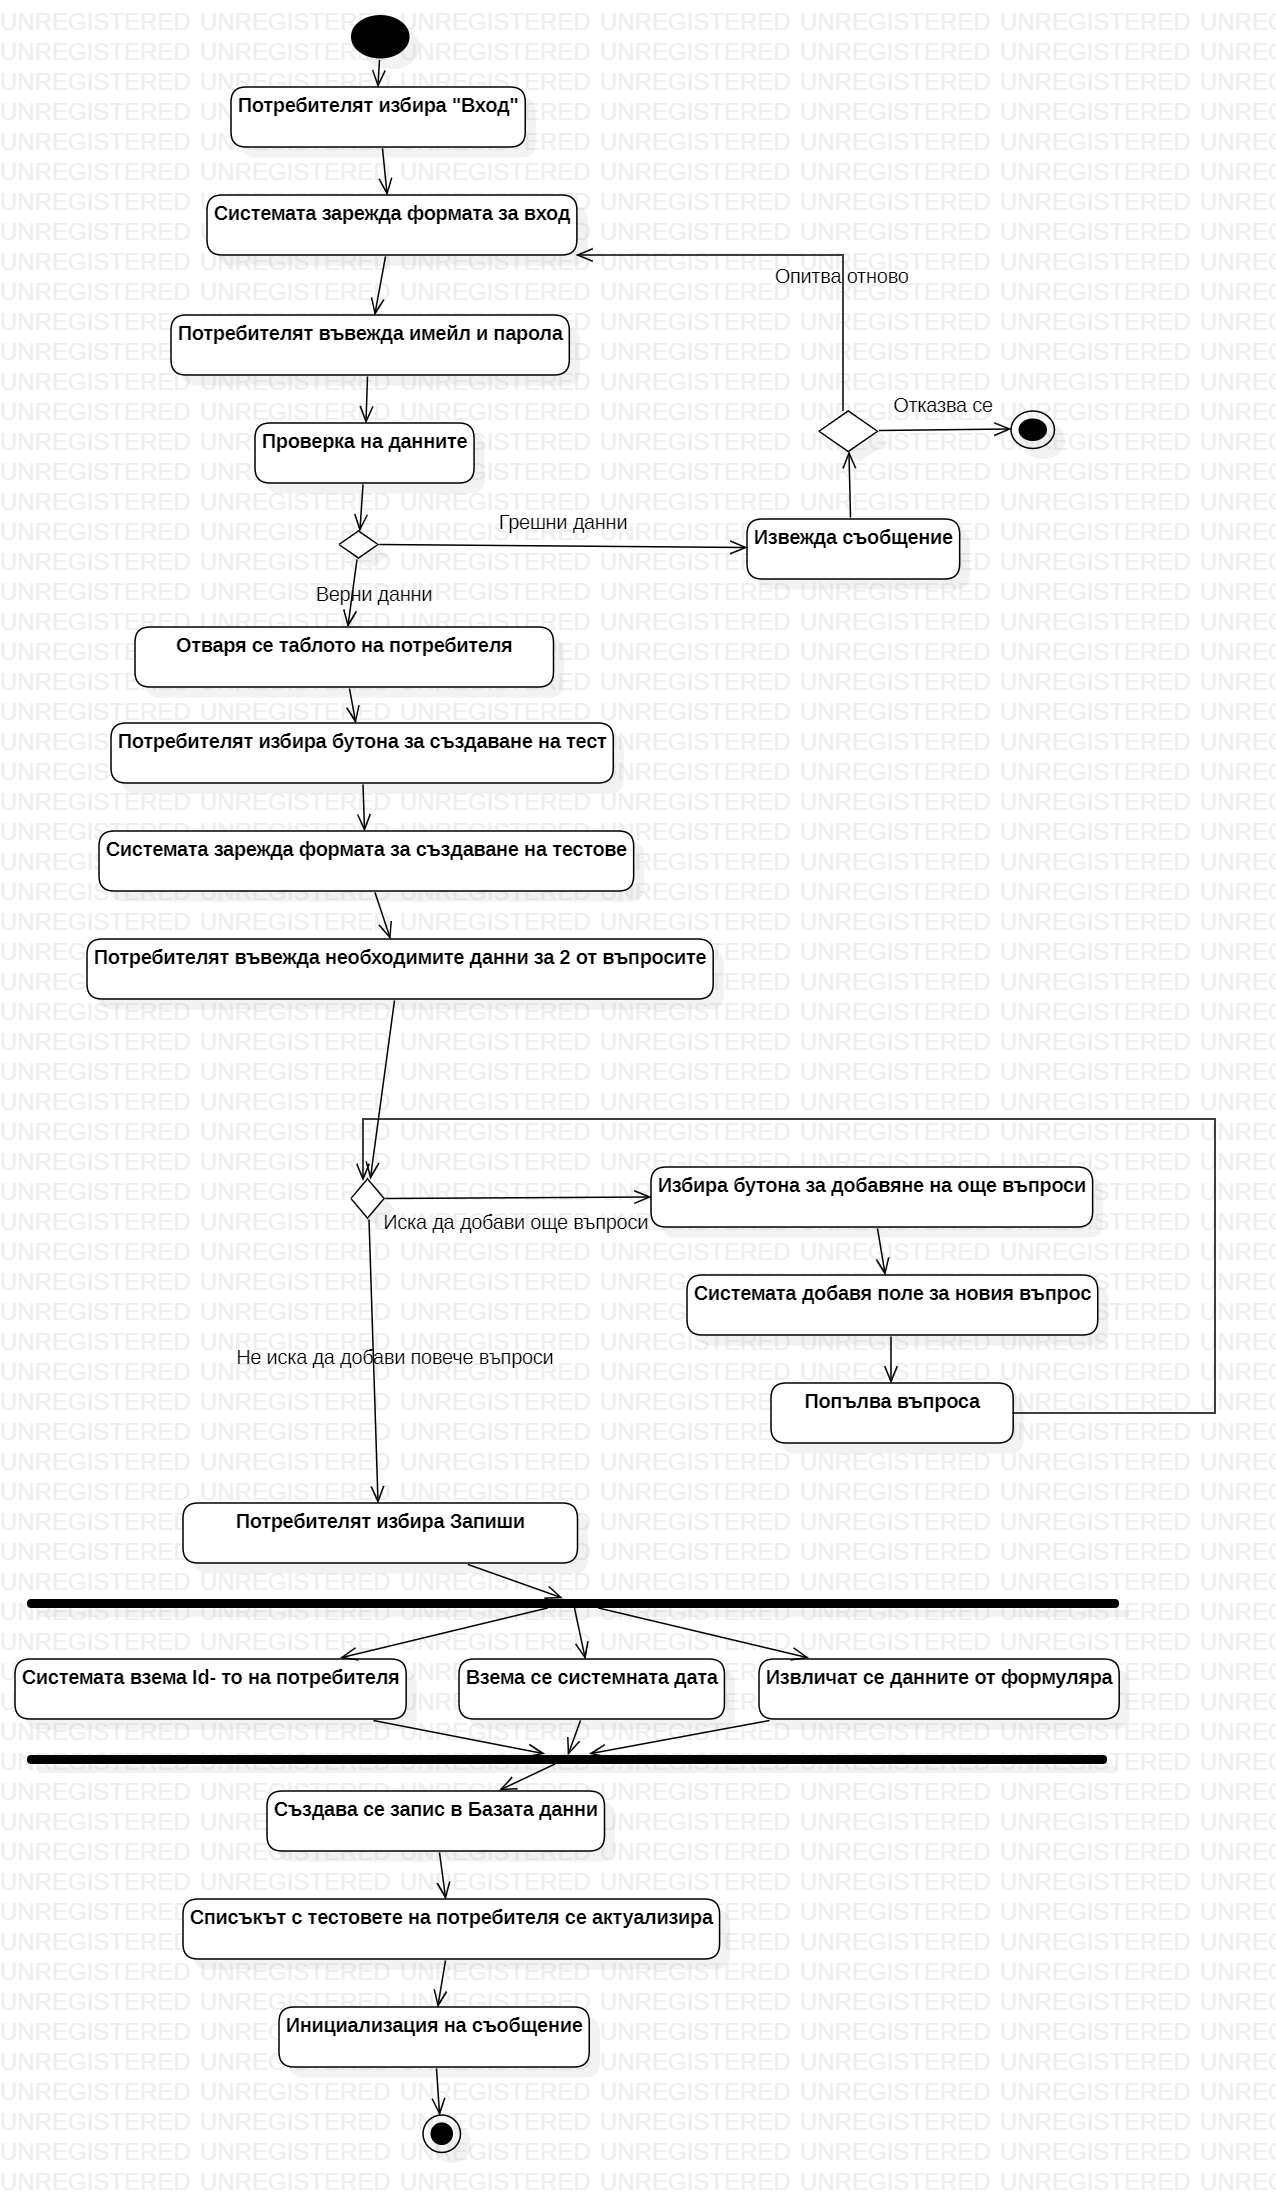 Потребителят избира "Вход"
Системата зарежда формата за вход
Опитва отново
Потребителят въвежда имейл и парола
Отказва се
Проверка на данните
Грешни данни
Извежда съобщение
Верни данни
Отваря се таблото на потребителя
Потребителят избира бутона за създаване на тест
Системата зарежда формата за създаване на тестове
Потребителят въвежда необходимите данни за 2 от въпросите
Избира бутона за добавяне на още въпроси
Иска да добави още въпроси
Системата добавя поле за новия въпрос
Не иска да добави повече въпроси
Попълва въпроса
Потребителят избира Запиши
Системата взема Id- то на потребителя
Взема се системната дата
Извличат се данните от формуляра
Създава се запис в Базата данни
Списъкът с тестовете на потребителя се актуализира
Инициализация на съобщение
UNREGISTERED